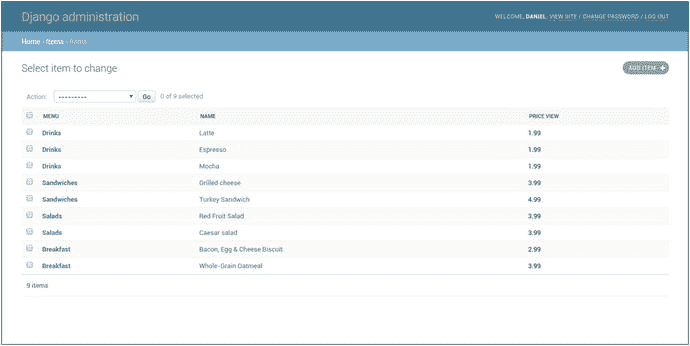 Django administration
WELCOME, DANIEL. VIEW SITE / CHANGE PASSWORD / LOG OUT
Home › Items › Items
Select item to change
ADD ITEM +
Action: --------- Go 0 of 9 selected
MENU NAME PRICE VIEW
Drinks Latte 1.99
Drinks Espresso 1.99
Drinks Mocha 1.99
Sandwiches Grilled cheese 3.99
Sandwiches Turkey Sandwich 4.99
Salads Red Fruit Salad 3.99
Salads Caesar salad 3.99
Breakfast Bacon, Egg & Cheese Biscuit 2.99
Breakfast Whole-Grain Oatmeal 3.99
9 items